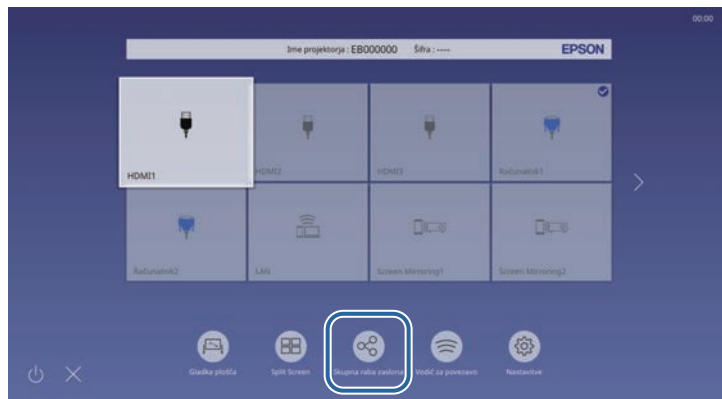 00:00
Ime projektorja : EB000000 Šifra : ---- EPSON
HDMI1 HDMI2 HDMI3 Računalnik1
Računalnik2 LAN Screen Mirroring1 Screen Mirroring2
Gladka plošča Split Screen Skupna raba zaslona Vodič za povezavo Nastavitve